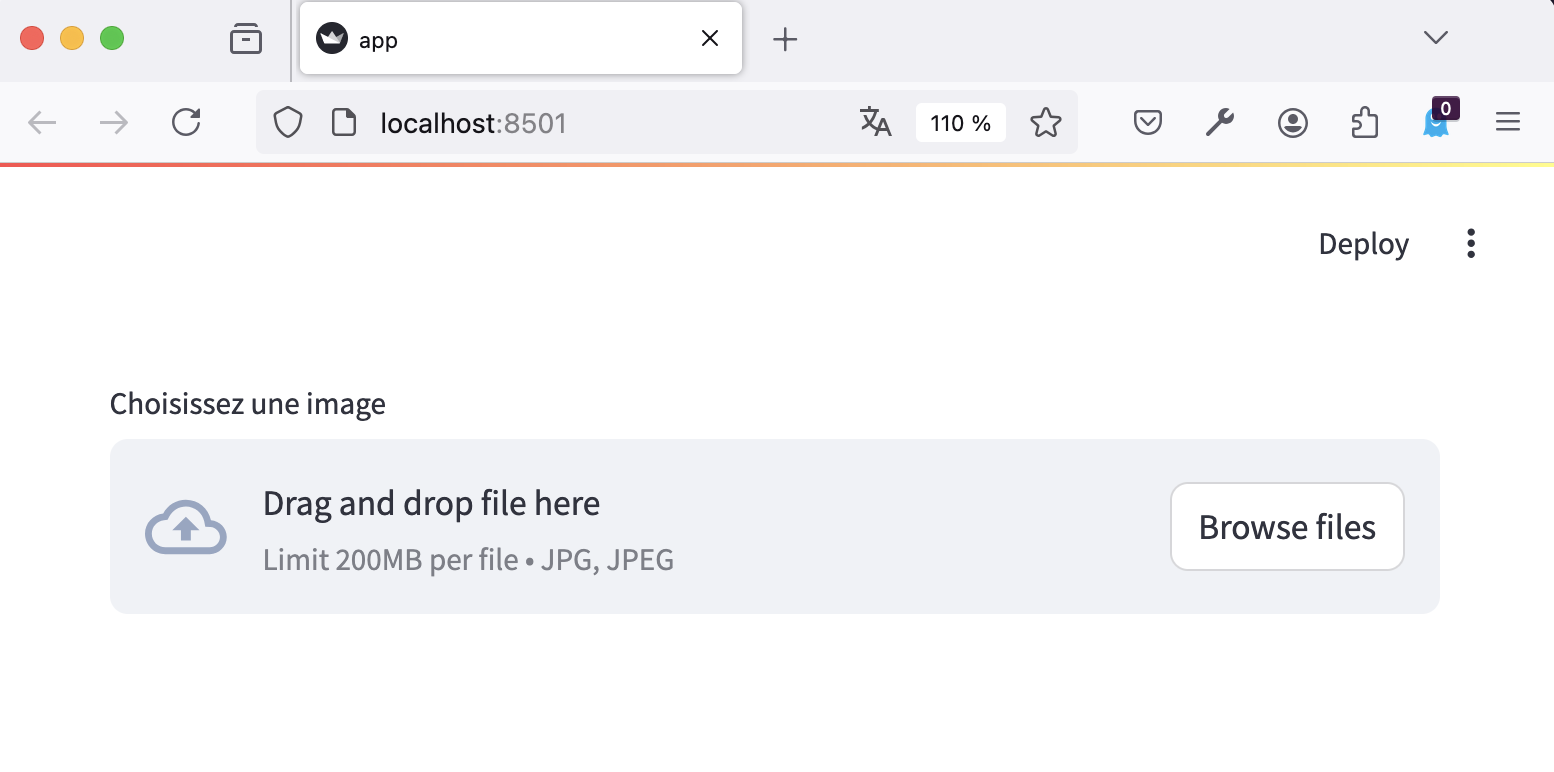 app
localhost:8501
110 %
0
Deploy
Choisissez une image
Drag and drop file here
Limit 200MB per file • JPG, JPEG
Browse files